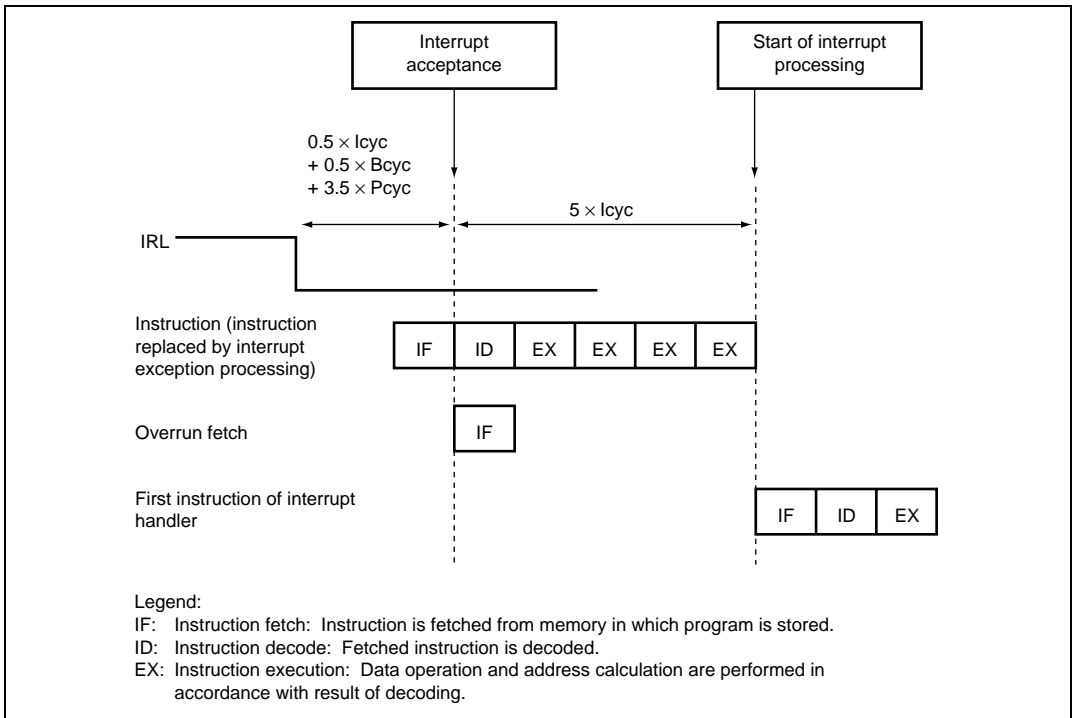 Interrupt
acceptance
Start of interrupt
processing
0.5 × Icyc
+ 0.5 × Bcyc
+ 3.5 × Pcyc
5 × Icyc
IRL
Instruction (instruction
replaced by interrupt
exception processing)
IF ID EX EX EX EX
Overrun fetch
IF
First instruction of interrupt
handler
IF ID EX
Legend:
IF: Instruction fetch: Instruction is fetched from memory in which program is stored.
ID: Instruction decode: Fetched instruction is decoded.
EX: Instruction execution: Data operation and address calculation are performed in
accordance with result of decoding.